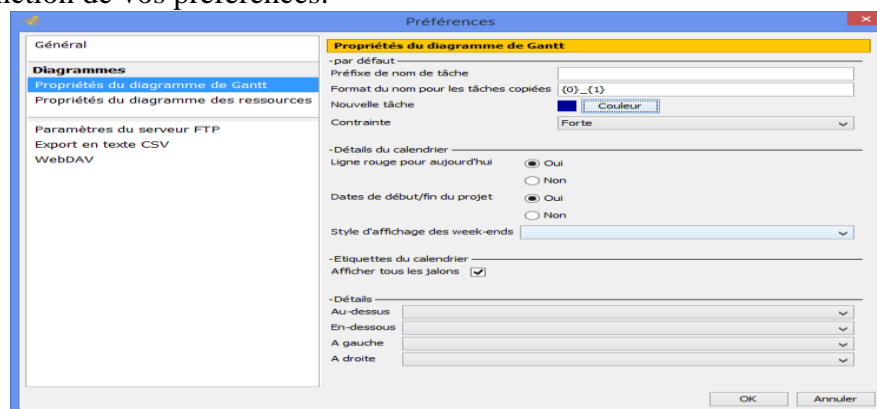 nction de vos préférences.
Préférences
Général
Diagrammes
Propriétés du diagramme de Gantt
Propriétés du diagramme des ressources
Paramètres du serveur FTP
Export en texte CSV
WebDAV
Propriétés du diagramme de Gantt
-par défaut
Préfixe de nom de tâche
Format du nom pour les tâches copiées {0}_{1}
Nouvelle tâche Couleur
Contrainte Forte
-Détails du calendrier
Ligne rouge pour aujourd'hui Oui
Non
Dates de début/fin du projet Oui
Non
Style d'affichage des week-ends
-Etiquettes du calendrier
Afficher tous les jalons
-Détails
Au-dessus
En-dessous
A gauche
A droite
OK Annuler